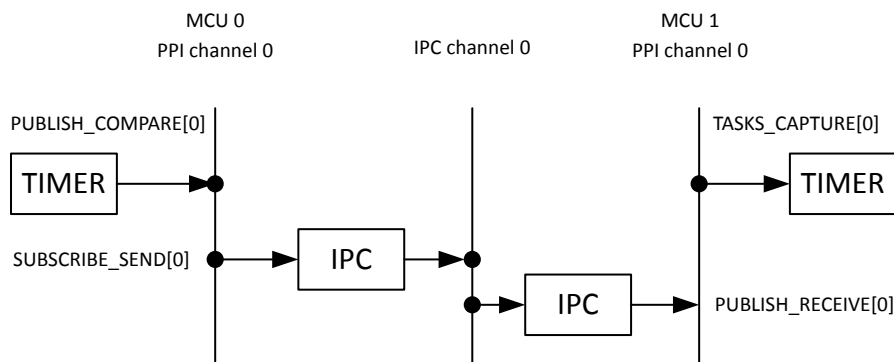 MCU 0
PPI channel 0
IPC channel 0
MCU 1
PPI channel 0
PUBLISH_COMPARE[0]
TASKS_CAPTURE[0]
TIMER
TIMER
SUBSCRIBE_SEND[0]
IPC
IPC
PUBLISH_RECEIVE[0]